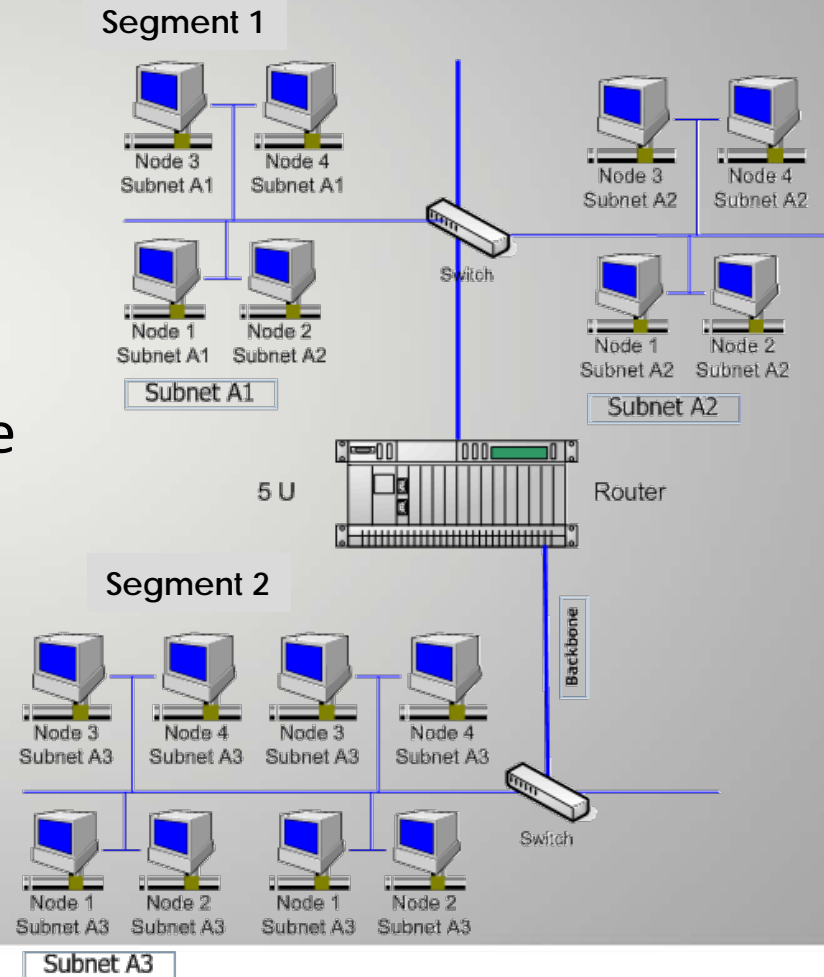 Segment 1
Node 3
Subnet A1
Node 4
Subnet A1
Node 3
Subnet A2
Node 4
Subnet A2
Switch
Node 1
Subnet A1
Node 2
Subnet A2
Node 1
Subnet A2
Node 2
Subnet A2
Subnet A1
Subnet A2
e
5 U
Router
Segment 2
Backbone
Node 3
Subnet A3
Node 4
Subnet A3
Node 3
Subnet A3
Node 4
Subnet A3
Switch
Node 1
Subnet A3
Node 2
Subnet A3
Node 1
Subnet A3
Node 2
Subnet A3
Subnet A3